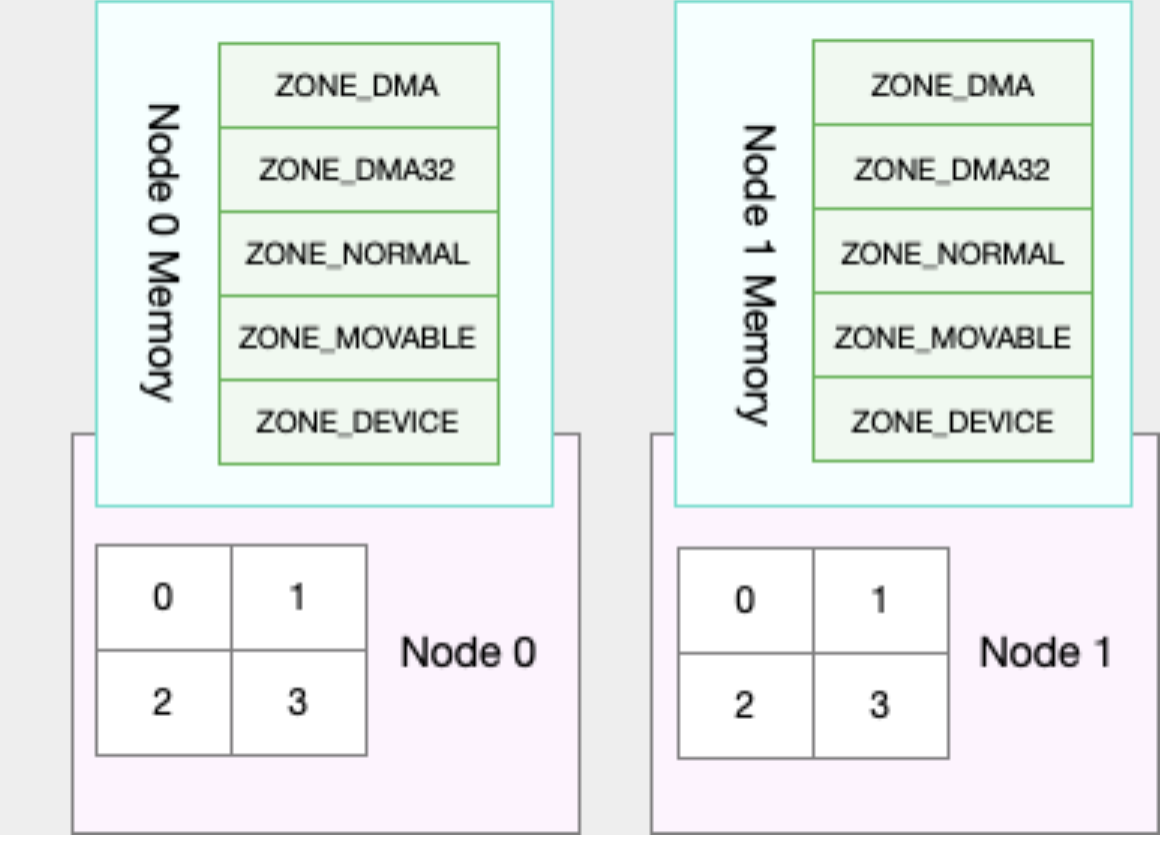 Node 0 Memory
ZONE_DMA
ZONE_DMA32
ZONE_NORMAL
ZONE_MOVABLE
ZONE_DEVICE
0 1
2 3
Node 0
Node 1 Memory
ZONE_DMA
ZONE_DMA32
ZONE_NORMAL
ZONE_MOVABLE
ZONE_DEVICE
0 1
2 3
Node 1